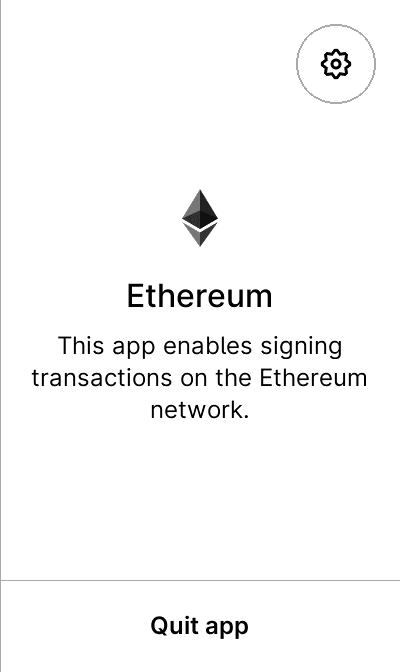 Ethereum
This app enables signing
transactions on the Ethereum
network.
Quit app